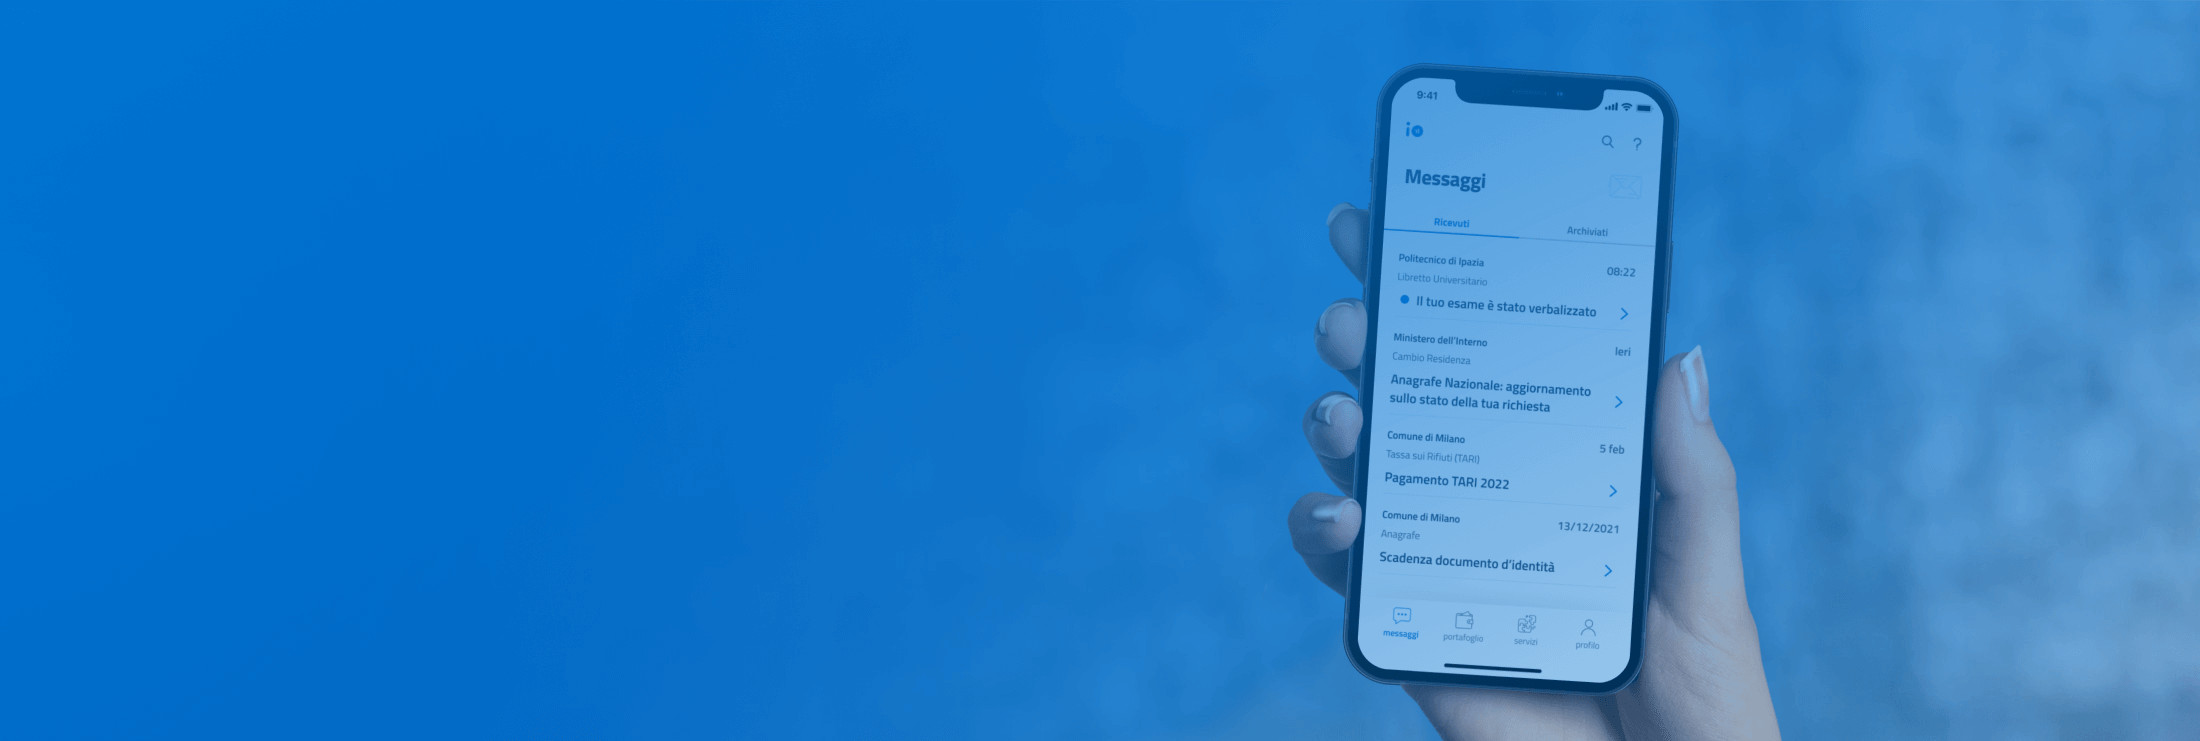 9:41
io
Messaggi
Ricevuti
Archiviati
Politecnico di Ipazia
08:22
Libretto Universitario
Il tuo esame è stato verbalizzato
Ministero dell'Interno
Ieri
Cambio Residenza
Anagrafe Nazionale: aggiornamento
sullo stato della tua richiesta
Comune di Milano
5 feb
Tassa sui Rifiuti (TARI)
Pagamento TARI 2022
Comune di Milano
13/12/2021
Anagrafe
Scadenza documento d'identità
messaggi
portafoglio
servizi
profilo